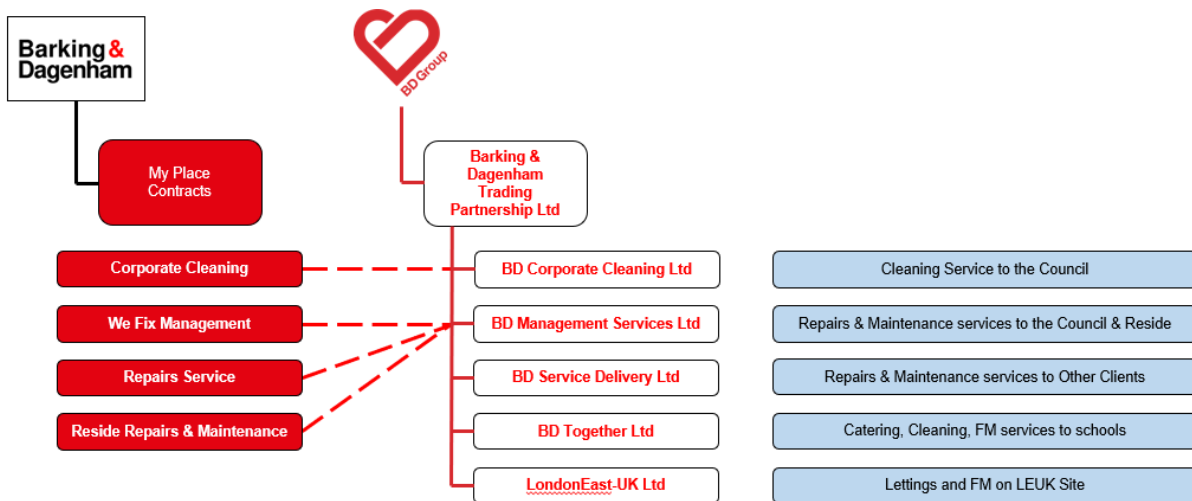 Barking &
Dagenham
BD Group
My Place
Contracts
Barking &
Dagenham
Trading
Partnership Ltd
Corporate Cleaning
BD Corporate Cleaning Ltd
Cleaning Service to the Council
We Fix Management
BD Management Services Ltd
Repairs & Maintenance services to the Council & Reside
Repairs Service
BD Service Delivery Ltd
Repairs & Maintenance services to Other Clients
Reside Repairs & Maintenance
BD Together Ltd
Catering, Cleaning, FM services to schools
LondonEast-UK Ltd
Lettings and FM on LEUK Site